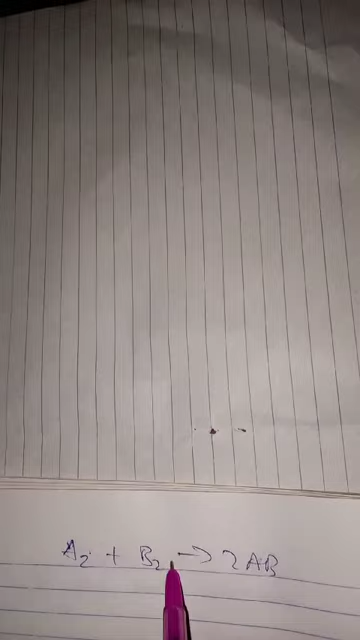 A₂ + B₂ → 2AB